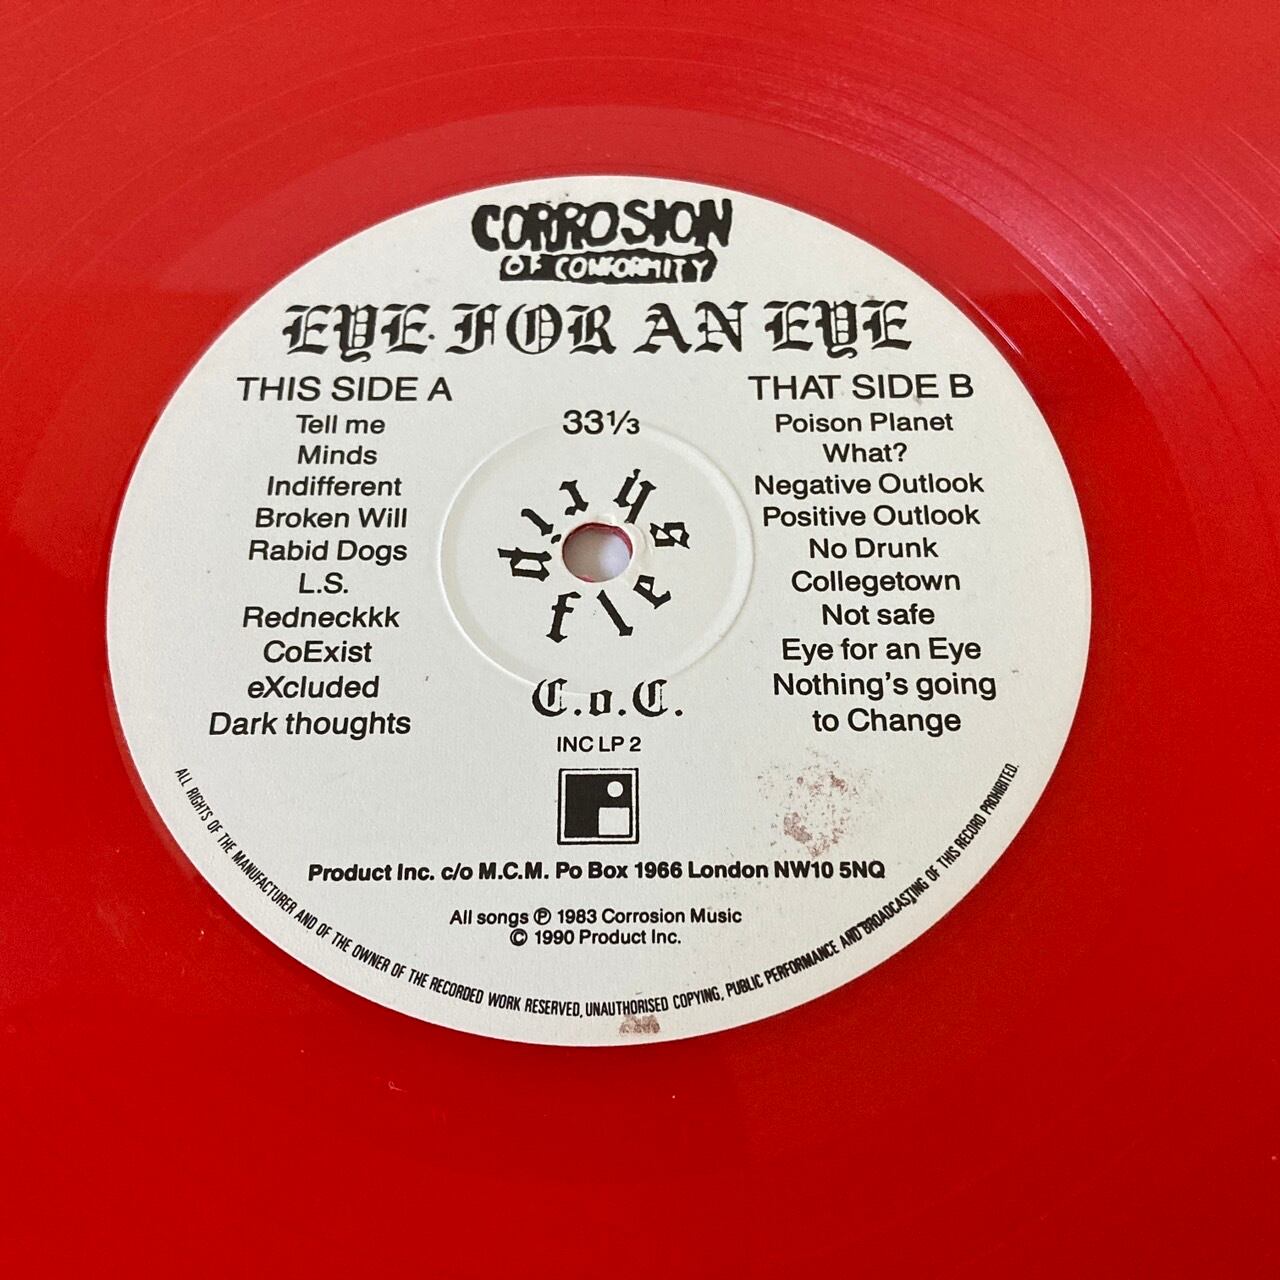 CORROSION
OF CONFORMITY
EYE FOR AN EYE
THIS SIDE A
Tell me
Minds
Indifferent
Broken Will
Rabid Dogs
L.S.
Redneckkk
CoExist
eXcluded
Dark thoughts
33⅓
THAT SIDE B
Poison Planet
What?
Negative Outlook
Positive Outlook
No Drunk
Collegetown
Not safe
Eye for an Eye
Nothing's going
to Change
C.o.C.
INC LP 2
Product Inc. c/o M.C.M. Po Box 1966 London NW10 5NQ
All songs ℗ 1983 Corrosion Music
© 1990 Product Inc.
ALL RIGHTS OF THE MANUFACTURER AND OF THE OWNER OF THE RECORDED WORK RESERVED, UNAUTHORISED COPYING, PUBLIC PERFORMANCE AND BROADCASTING OF THIS RECORD PROHIBITED.